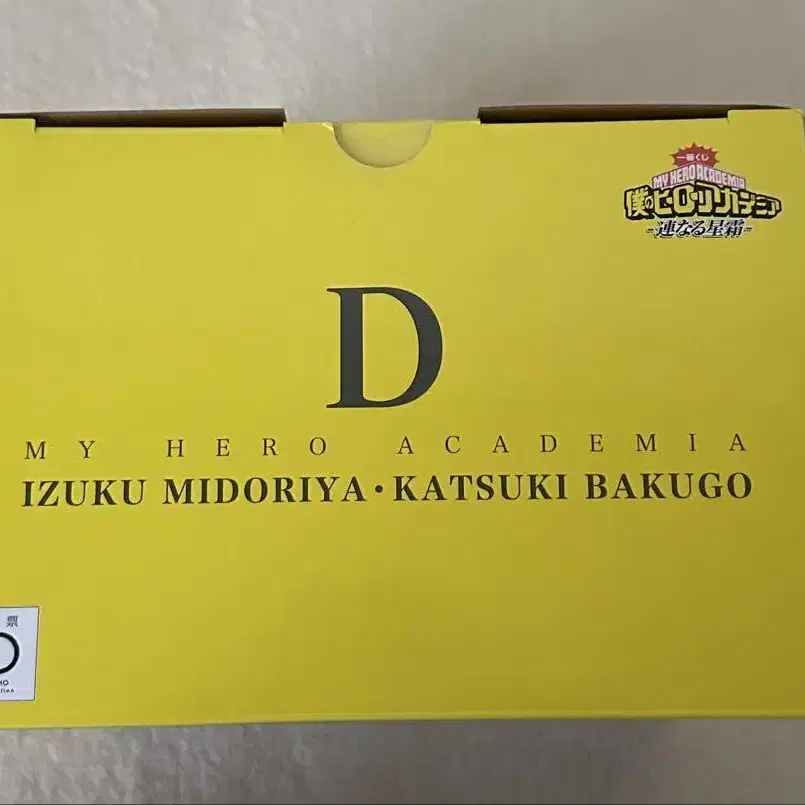 一番くじ
MY HERO ACADEMIA
僕のヒーローアカデミア
-連なる星霜-
D
MY HERO ACADEMIA
IZUKU MIDORIYA・KATSUKI BAKUGO
票